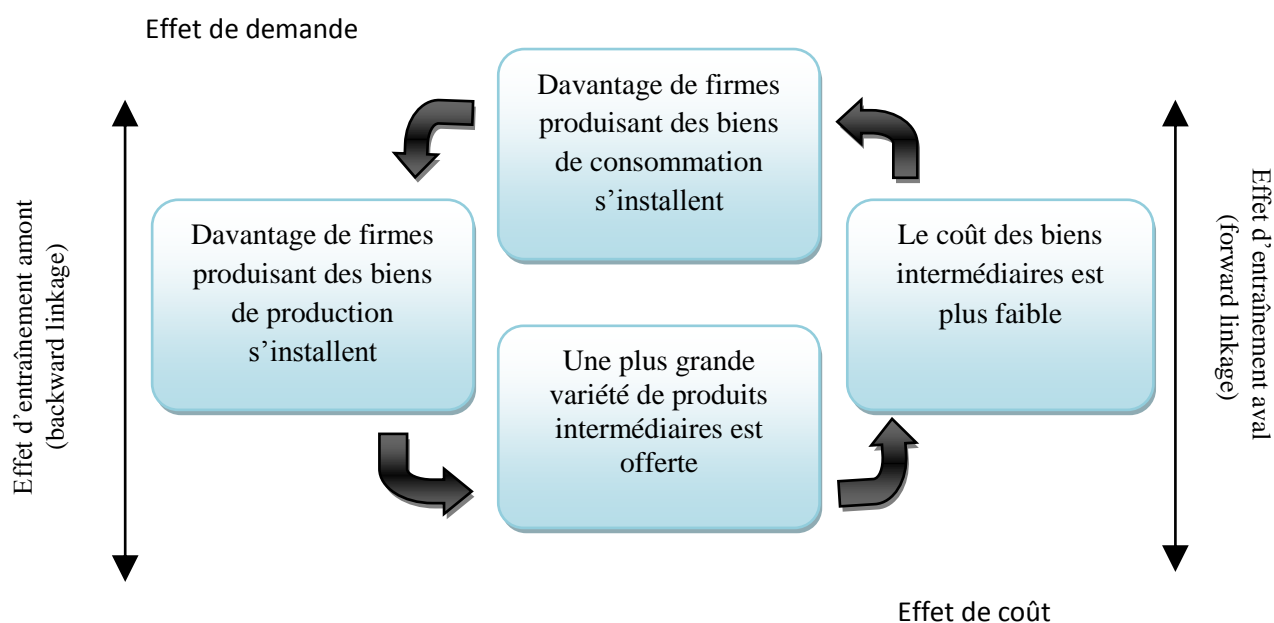 Effet de demande
Davantage de firmes
produisant des biens
de consommation
s’installent
Effet d’entraînement amont
(backward linkage)
Davantage de firmes
produisant des biens
de production
s’installent
Le coût des biens
intermédiaires est
plus faible
Effet d’ entraînement aval
(forward linkage)
Une plus grande
variété de produits
intermédiaires est
offerte
Effet de coût